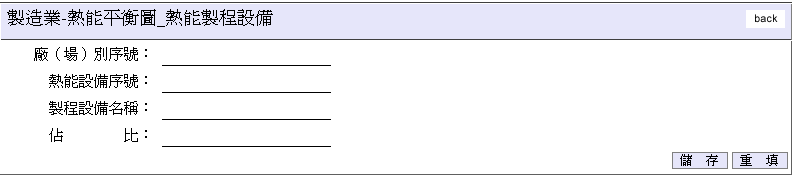 製造業-熱能平衡圖_熱能製程設備
back
廠（場）別序號：
熱能設備序號：
製程設備名稱：
佔　　　　比：
儲　存 重　填